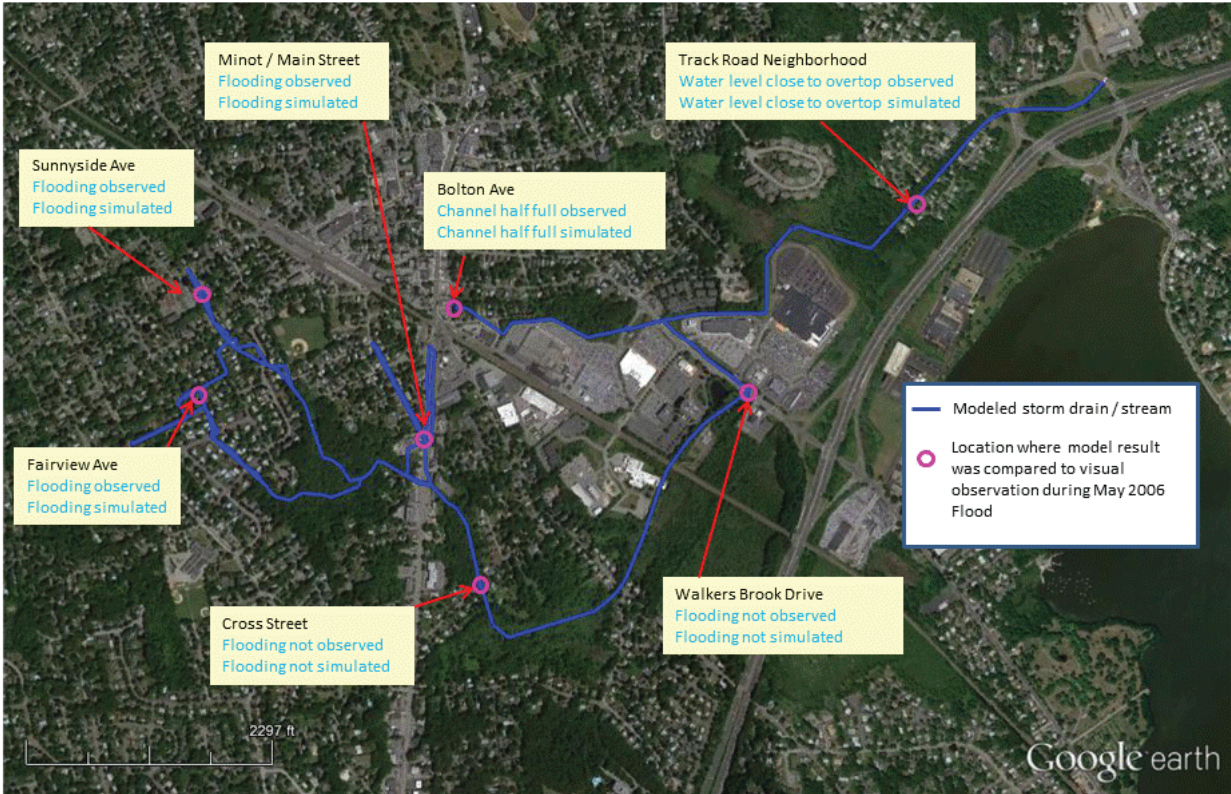 Minot / Main Street
Flooding observed
Flooding simulated
Track Road Neighborhood
Water level close to overtop observed
Water level close to overtop simulated
Sunnyside Ave
Flooding observed
Flooding simulated
Bolton Ave
Channel half full observed
Channel half full simulated
Modeled storm drain / stream
Location where model result
was compared to visual
observation during May 2006
Flood
Fairview Ave
Flooding observed
Flooding simulated
Walkers Brook Drive
Flooding not observed
Flooding not simulated
Cross Street
Flooding not observed
Flooding not simulated
2297 ft
Google earth